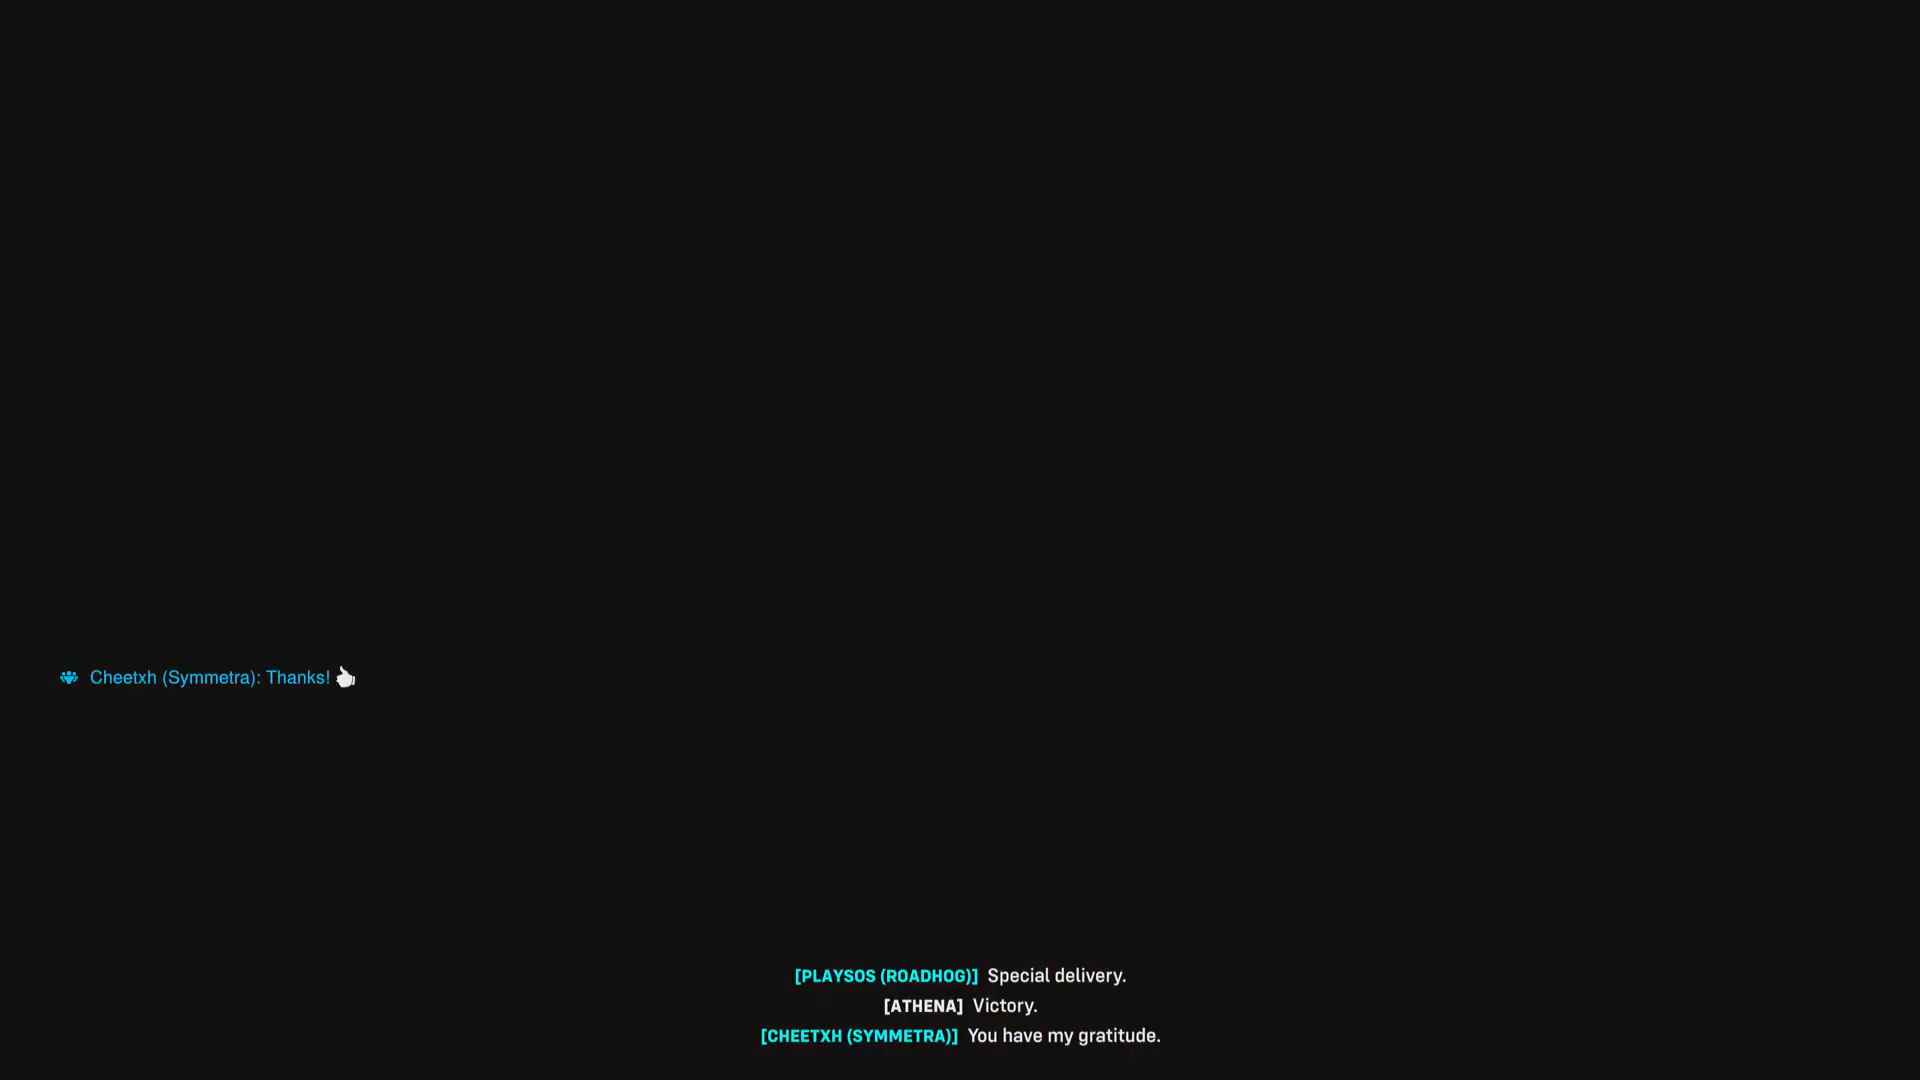 Cheetxh (Symmetra): Thanks!
[PLAYSOS (ROADHOG)] Special delivery.
[ATHENA] Victory.
[CHEETXH (SYMMETRA)] You have my gratitude.